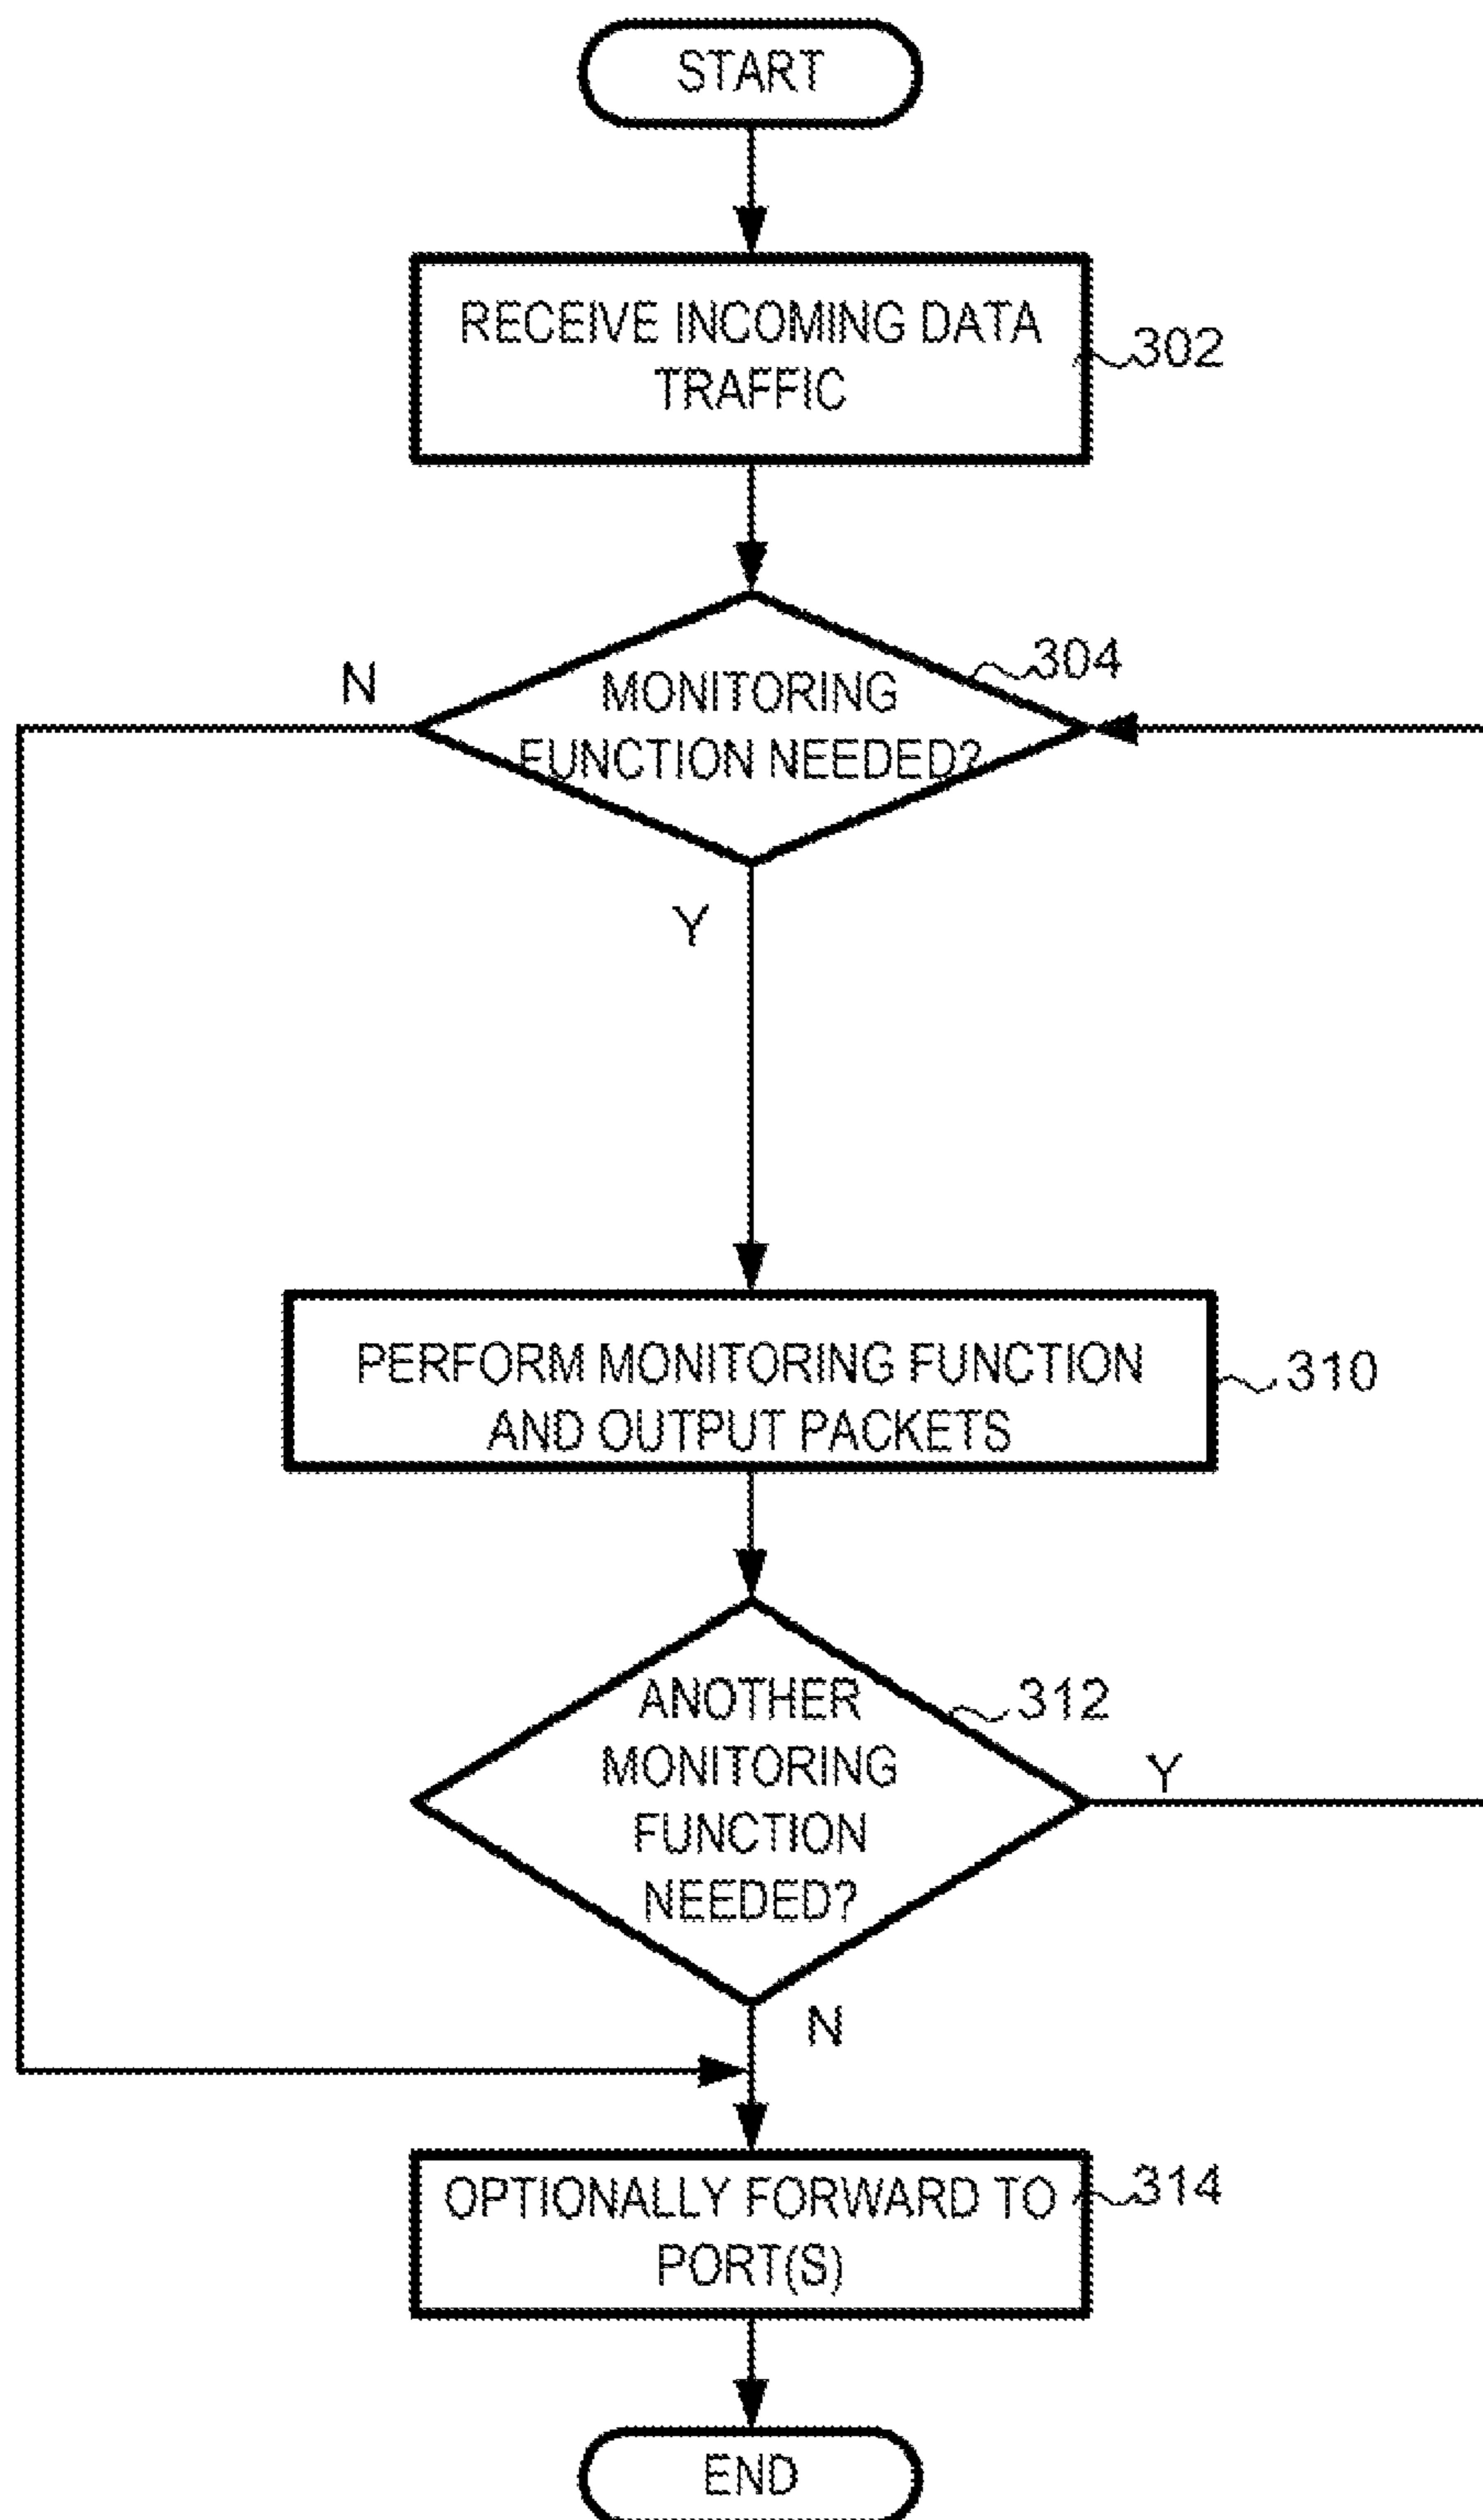 START
RECEIVE INCOMING DATA
TRAFFIC
302
N
MONITORING
FUNCTION NEEDED?
304
Y
PERFORM MONITORING FUNCTION
AND OUTPUT PACKETS
310
ANOTHER
MONITORING
FUNCTION
NEEDED?
312
Y
N
OPTIONALLY FORWARD TO
PORT(S)
314
END